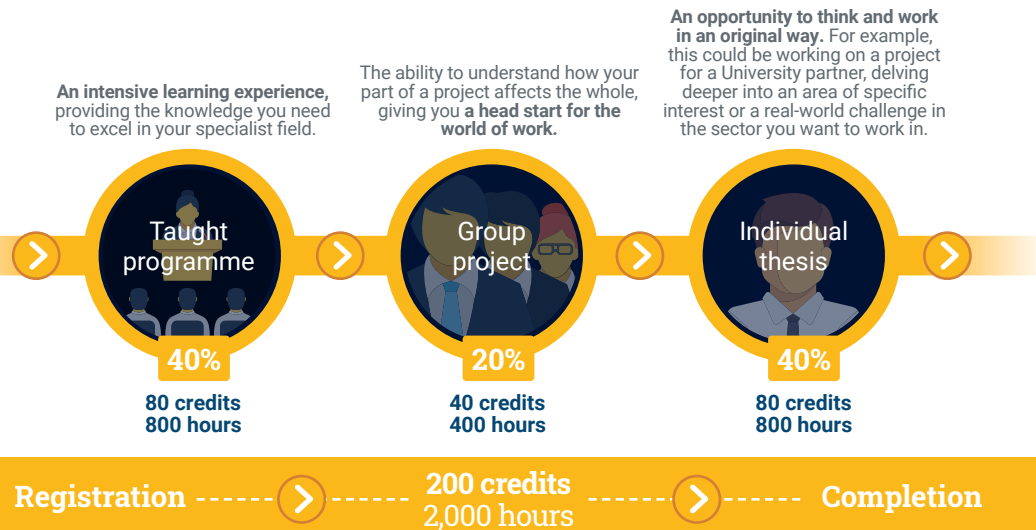 An intensive learning experience,
providing the knowledge you need
to excel in your specialist field.
The ability to understand how your
part of a project affects the whole,
giving you a head start for the
world of work.
An opportunity to think and work
in an original way. For example,
this could be working on a project
for a University partner, delving
deeper into an area of specific
interest or a real-world challenge in
the sector you want to work in.
Taught
programme
40%
80 credits
800 hours
Group
project
20%
40 credits
400 hours
Individual
thesis
40%
80 credits
800 hours
Registration
200 credits
2,000 hours
Completion